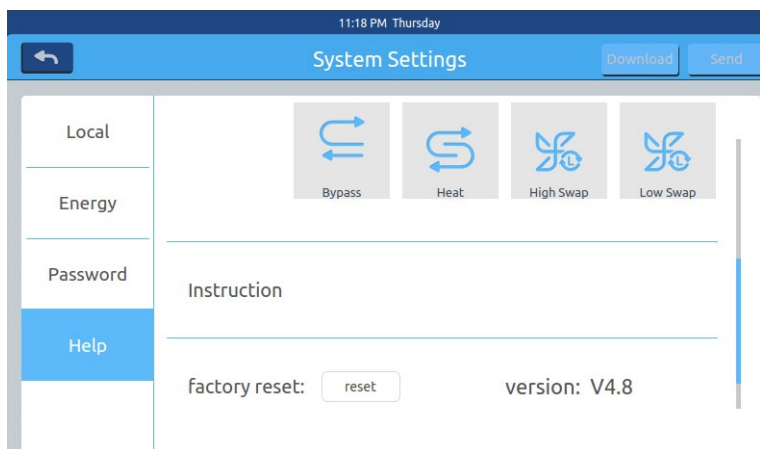 11:18 PM Thursday
System Settings
Download
Send
Local
Energy
Password
Help
Bypass
Heat
High Swap
Low Swap
Instruction
factory reset: reset
version: V4.8